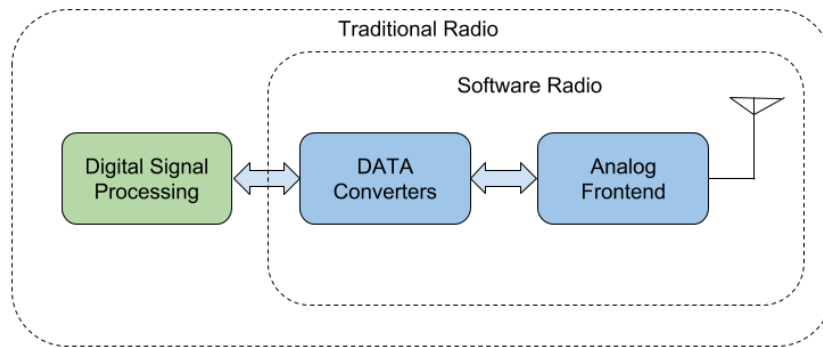 Traditional Radio
Software Radio
Digital Signal
Processing
DATA
Converters
Analog
Frontend